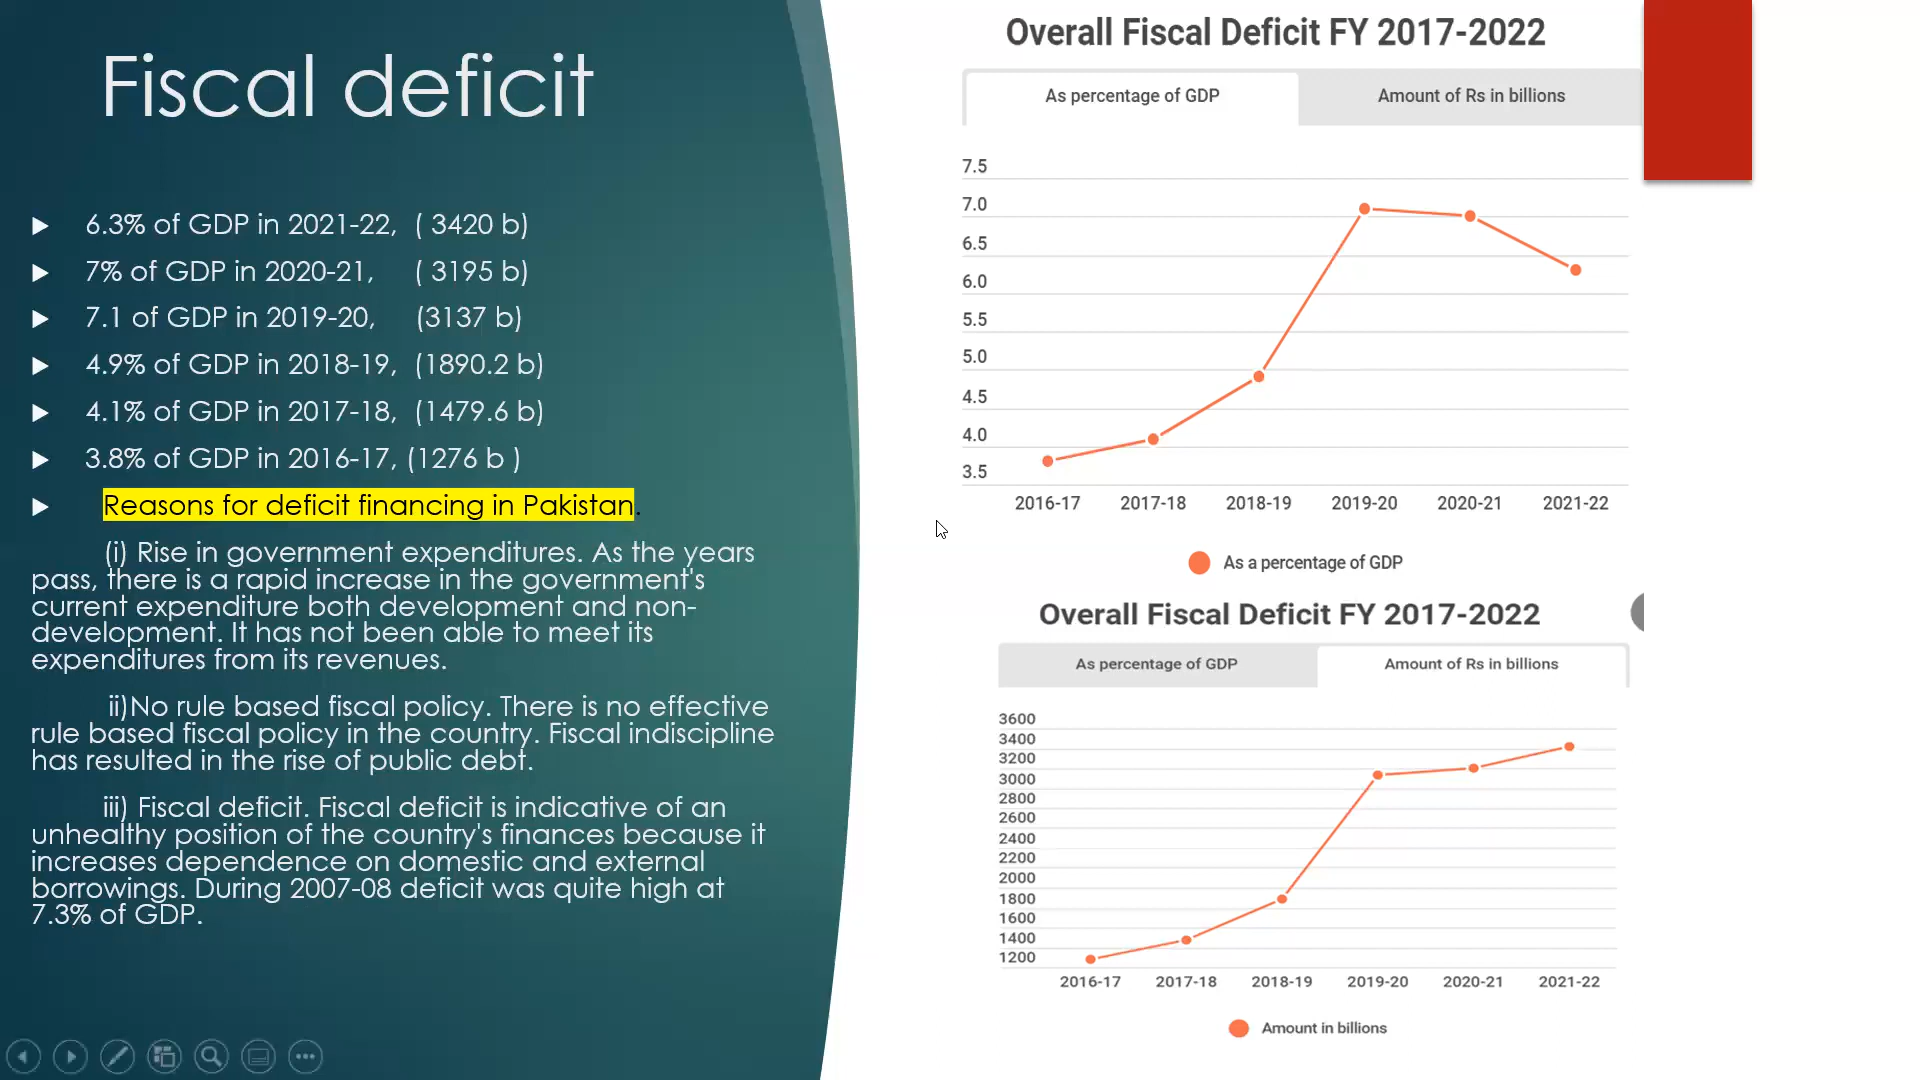 Fiscal deficit
6.3% of GDP in 2021-22, ( 3420 b)
7% of GDP in 2020-21, ( 3195 b)
7.1 of GDP in 2019-20, (3137 b)
4.9% of GDP in 2018-19, (1890.2 b)
4.1% of GDP in 2017-18, (1479.6 b)
3.8% of GDP in 2016-17, (1276 b )
Reasons for deficit financing in Pakistan.
(i) Rise in government expenditures. As the years
pass, there is a rapid increase in the government's
current expenditure both development and non-
development. It has not been able to meet its
expenditures from its revenues.
ii)No rule based fiscal policy. There is no effective
rule based fiscal policy in the country. Fiscal indiscipline
has resulted in the rise of public debt.
iii) Fiscal deficit. Fiscal deficit is indicative of an
unhealthy position of the country's finances because it
increases dependence on domestic and external
borrowings. During 2007-08 deficit was quite high at
7.3% of GDP.
Overall Fiscal Deficit FY 2017-2022
As percentage of GDP Amount of Rs in billions
7.5
7.0
6.5
6.0
5.5
5.0
4.5
4.0
3.5
2016-17 2017-18 2018-19 2019-20 2020-21 2021-22
As a percentage of GDP
Overall Fiscal Deficit FY 2017-2022
As percentage of GDP Amount of Rs in billions
3600
3400
3200
3000
2800
2600
2400
2200
2000
1800
1600
1400
1200
2016-17 2017-18 2018-19 2019-20 2020-21 2021-22
Amount in billions